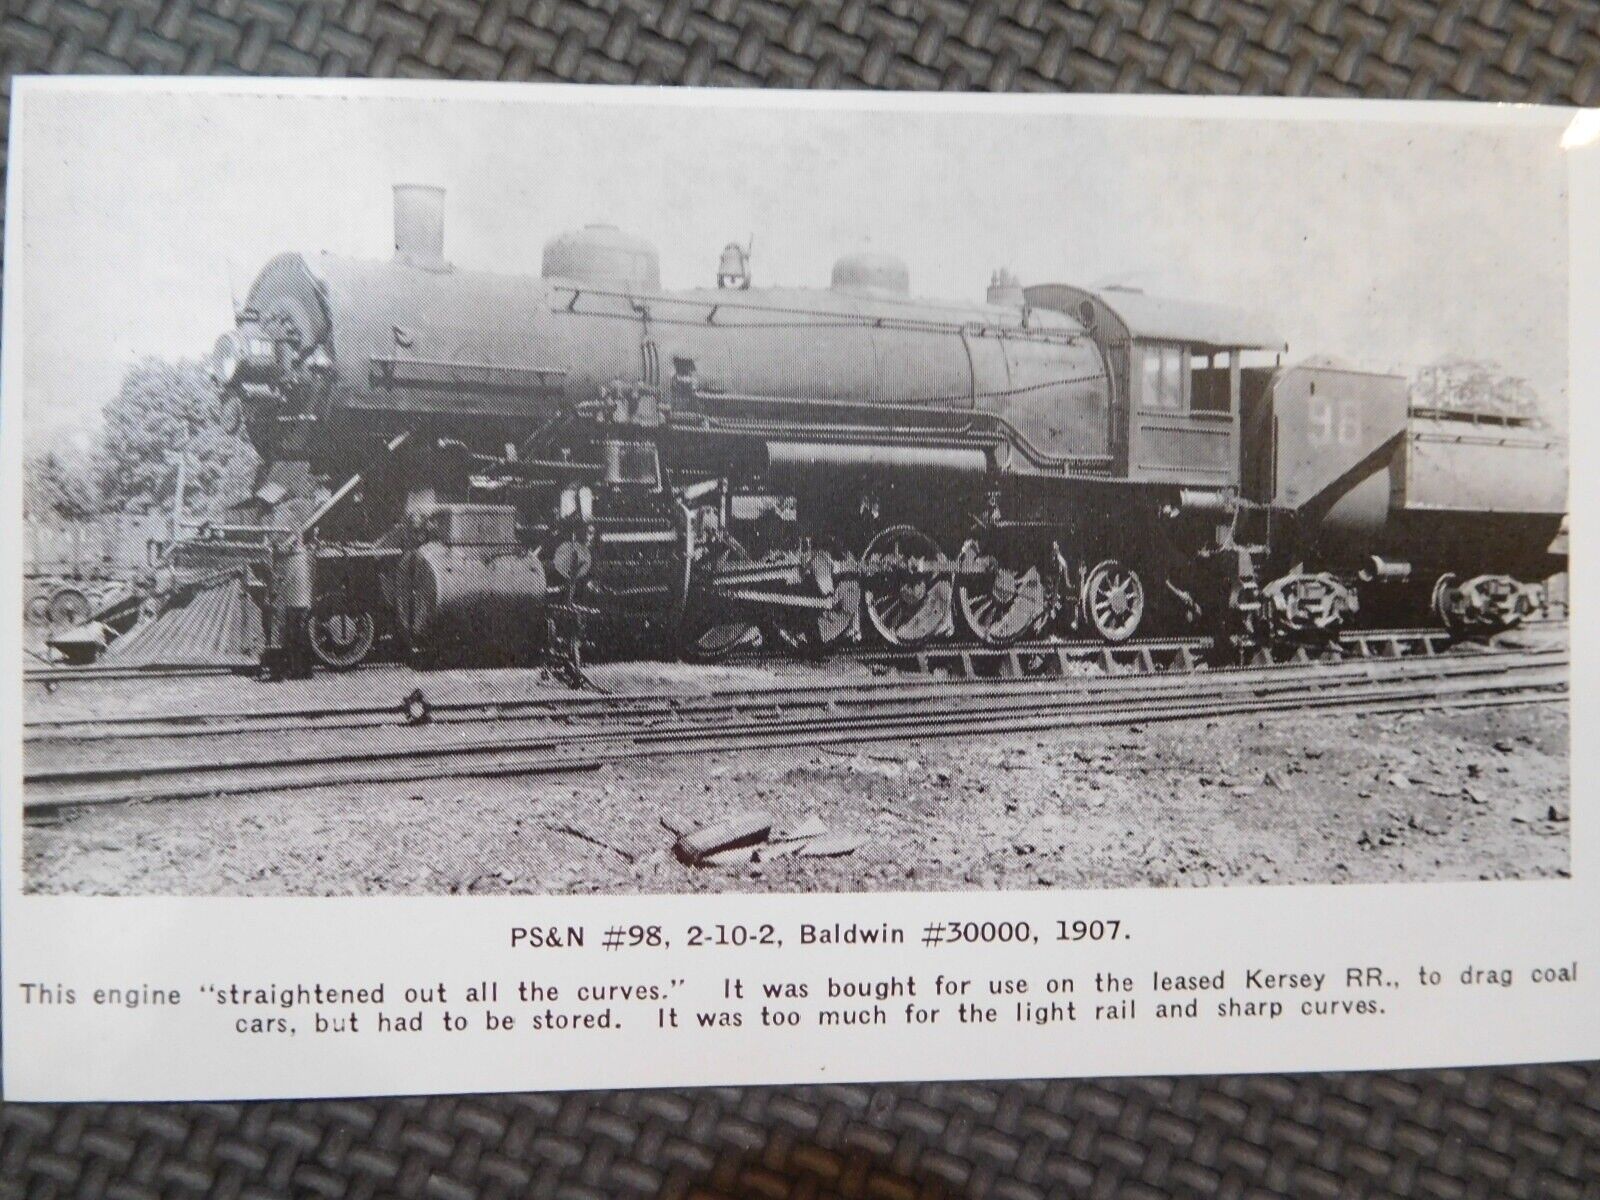 98
PS&N #98, 2-10-2, Baldwin #30000, 1907.
This engine "straightened out all the curves." It was bought for use on the leased Kersey RR., to drag coal
cars, but had to be stored. It was too much for the light rail and sharp curves.